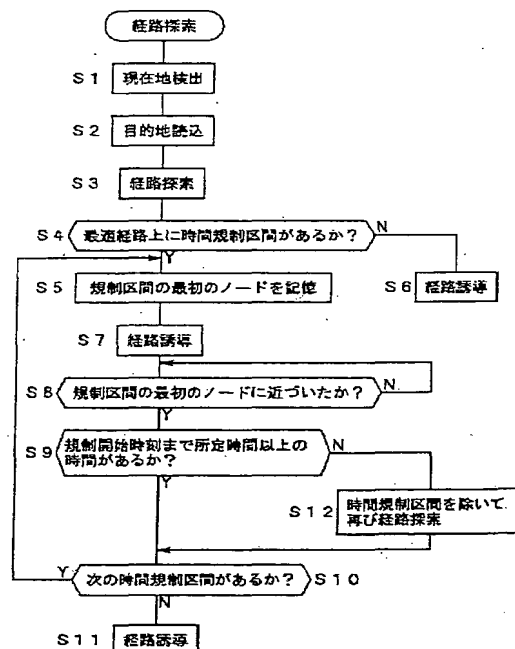 経路探索
S1 現在地検出
S2 目的地読込
S3 経路探索
S4 最適経路上に時間規制区間があるか?
N
Y
S5 規制区間の最初のノードを記憶
S6 経路誘導
S7 経路誘導
S8 規制区間の最初のノードに近づいたか?
N
Y
S9 規制開始時刻まで所定時間以上の
時間があるか?
N
Y
S12 時間規制区間を除いて
再び経路探索
Y
次の時間規制区間があるか? S10
N
S11 経路誘導